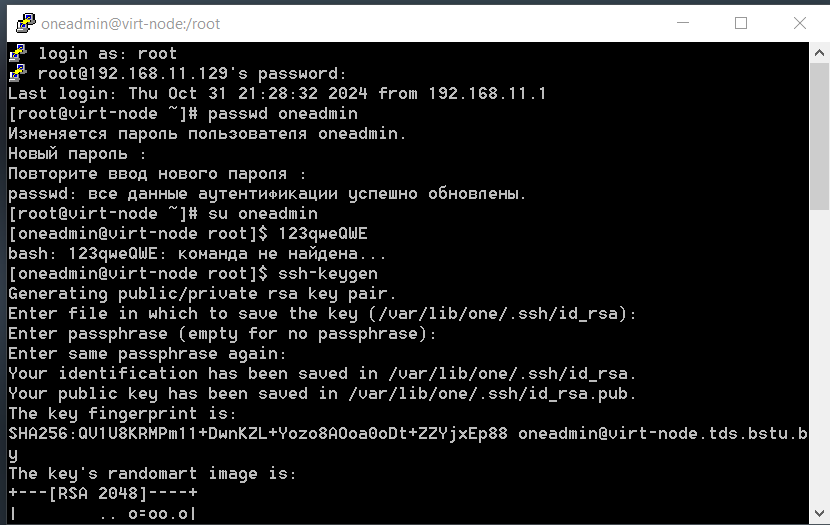 oneadmin@virt-node:/root
login as: root
root@192.168.11.129's password:
Last login: Thu Oct 31 21:28:32 2024 from 192.168.11.1
[root@virt-node ~]# passwd oneadmin
Изменяется пароль пользователя oneadmin.
Новый пароль :
Повторите ввод нового пароля :
passwd: все данные аутентификации успешно обновлены.
[root@virt-node ~]# su oneadmin
[oneadmin@virt-node root]$ 123qweQWE
bash: 123qweQWE: команда не найдена...
[oneadmin@virt-node root]$ ssh-keygen
Generating public/private rsa key pair.
Enter file in which to save the key (/var/lib/one/.ssh/id_rsa):
Enter passphrase (empty for no passphrase):
Enter same passphrase again:
Your identification has been saved in /var/lib/one/.ssh/id_rsa.
Your public key has been saved in /var/lib/one/.ssh/id_rsa.pub.
The key fingerprint is:
SHA256:QV1U8KRMPm11+DwnKZL+Yozo8AOoa0oDt+ZZYjxEp88 oneadmin@virt-node.tds.bstu.b
y
The key's randomart image is:
+---[RSA 2048]----+
|        .. o=oo.o|